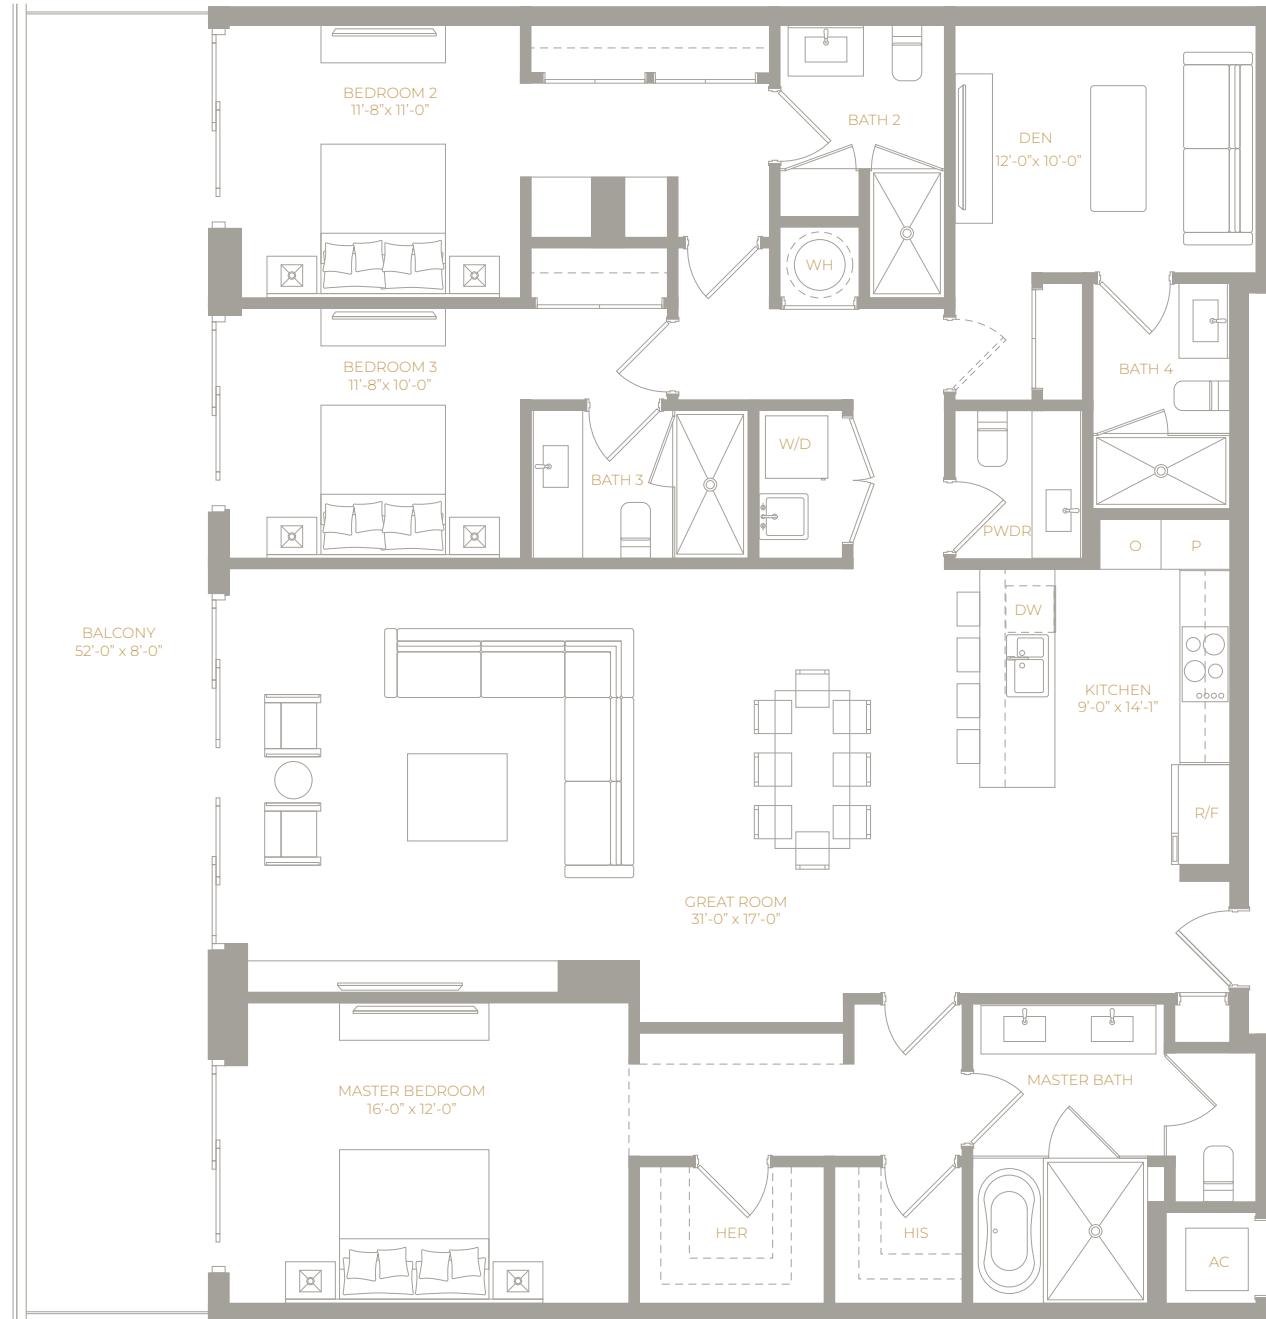 BEDROOM 2
11'-8"x 11'-0"
BATH 2
DEN
12'-0"x 10'-0"
WH
BEDROOM 3
11'-8"x 10'-0"
BATH 4
W/D
BATH 3
PWDR
O
P
DW
BALCONY
52'-0" x 8'-0"
KITCHEN
9'-0" x 14'-1"
R/F
GREAT ROOM
31'-0" x 17'-0"
MASTER BEDROOM
16'-0" x 12'-0"
MASTER BATH
HER
HIS
AC